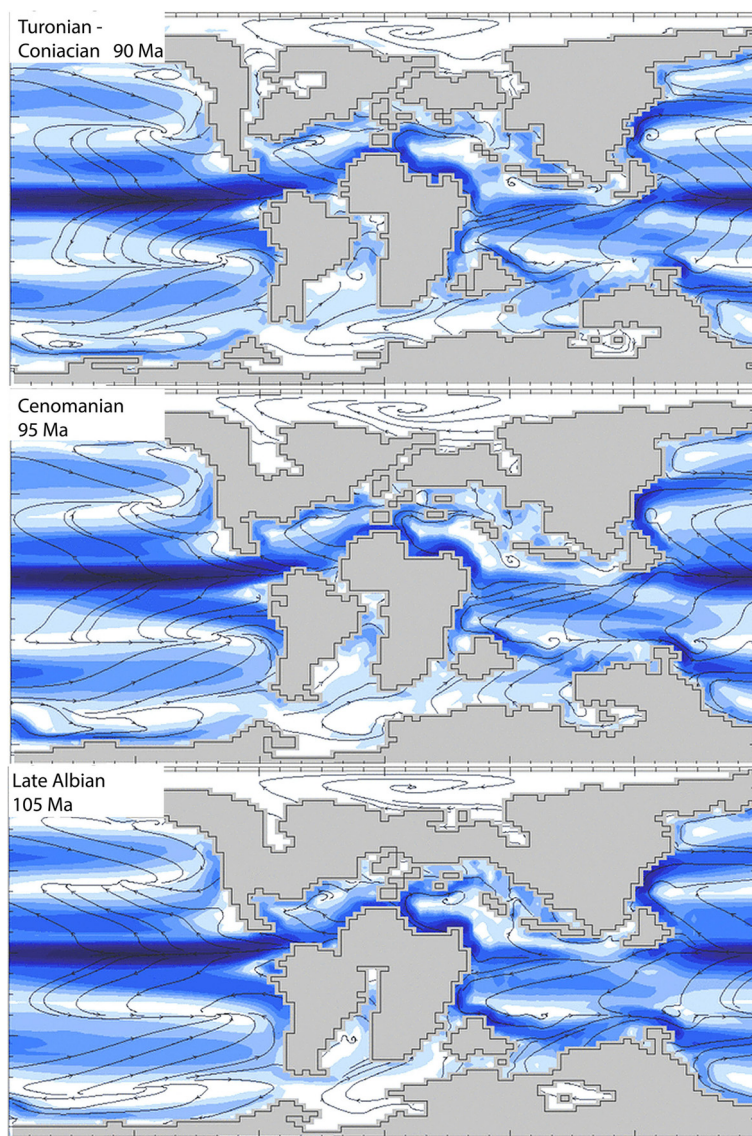 Turonian -
Coniacian 90 Ma
Cenomanian
95 Ma
Late Albian
105 Ma